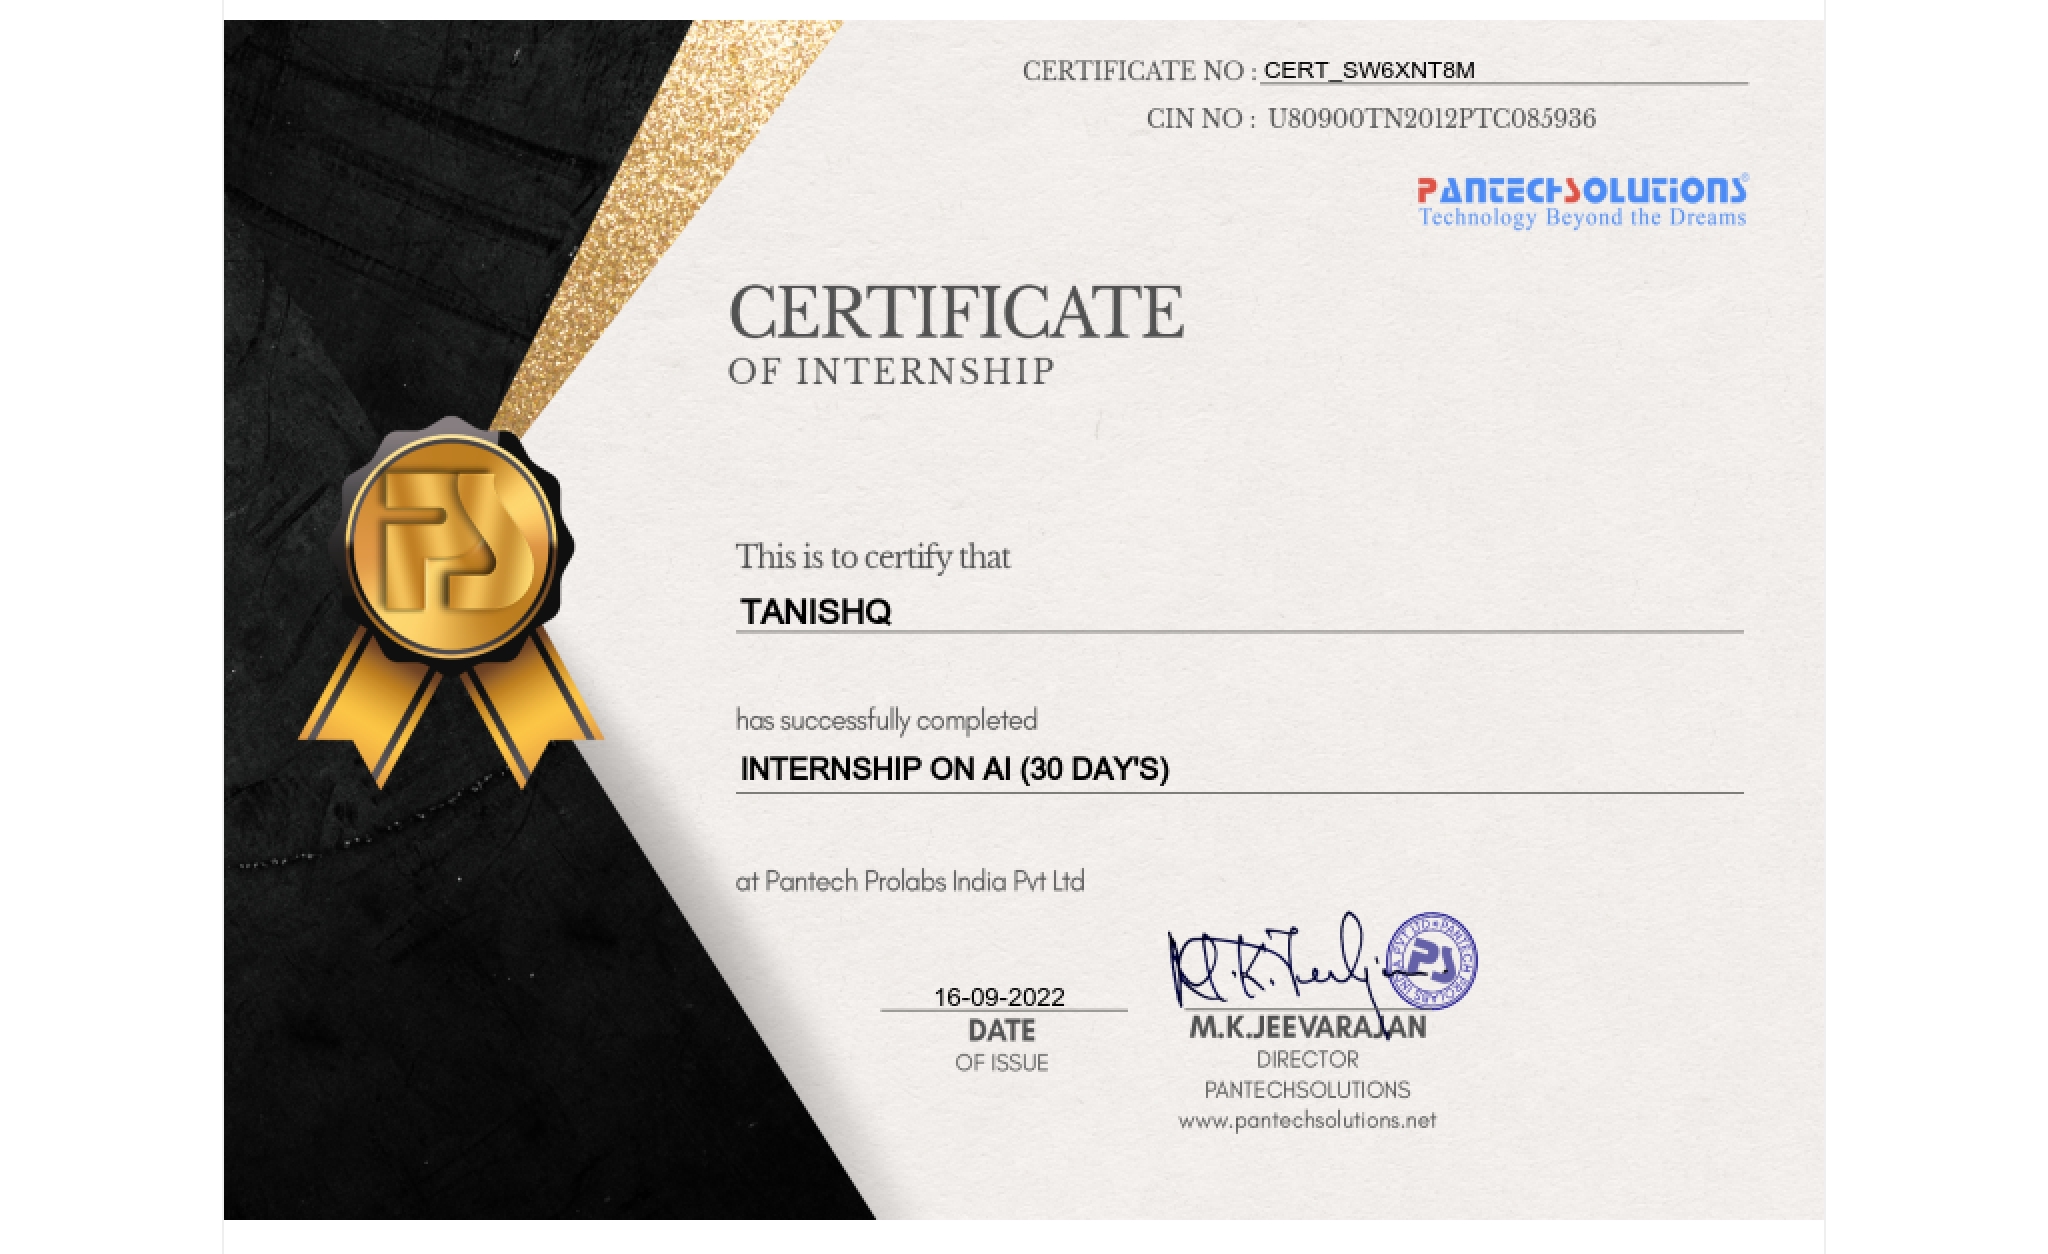 CERTIFICATE NO : CERT_SW6XNT8M
CIN NO : U80900TN2012PTC085936
PANTECHSOLUTIONS®
Technology Beyond the Dreams
CERTIFICATE
OF INTERNSHIP
PS
This is to certify that
TANISHQ
has successfully completed
INTERNSHIP ON AI (30 DAY'S)
at Pantech Prolabs India Pvt Ltd
16-09-2022
DATE
OF ISSUE
PS
M.K.JEEVARAJAN
DIRECTOR
PANTECHSOLUTIONS
www.pantechsolutions.net